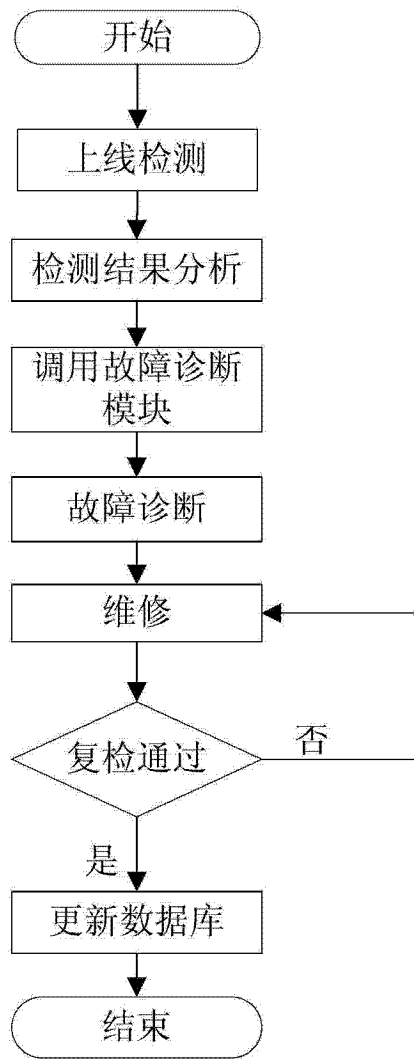 开始
上线检测
检测结果分析
调用故障诊断
模块
故障诊断
维修
复检通过
否
是
更新数据库
结束